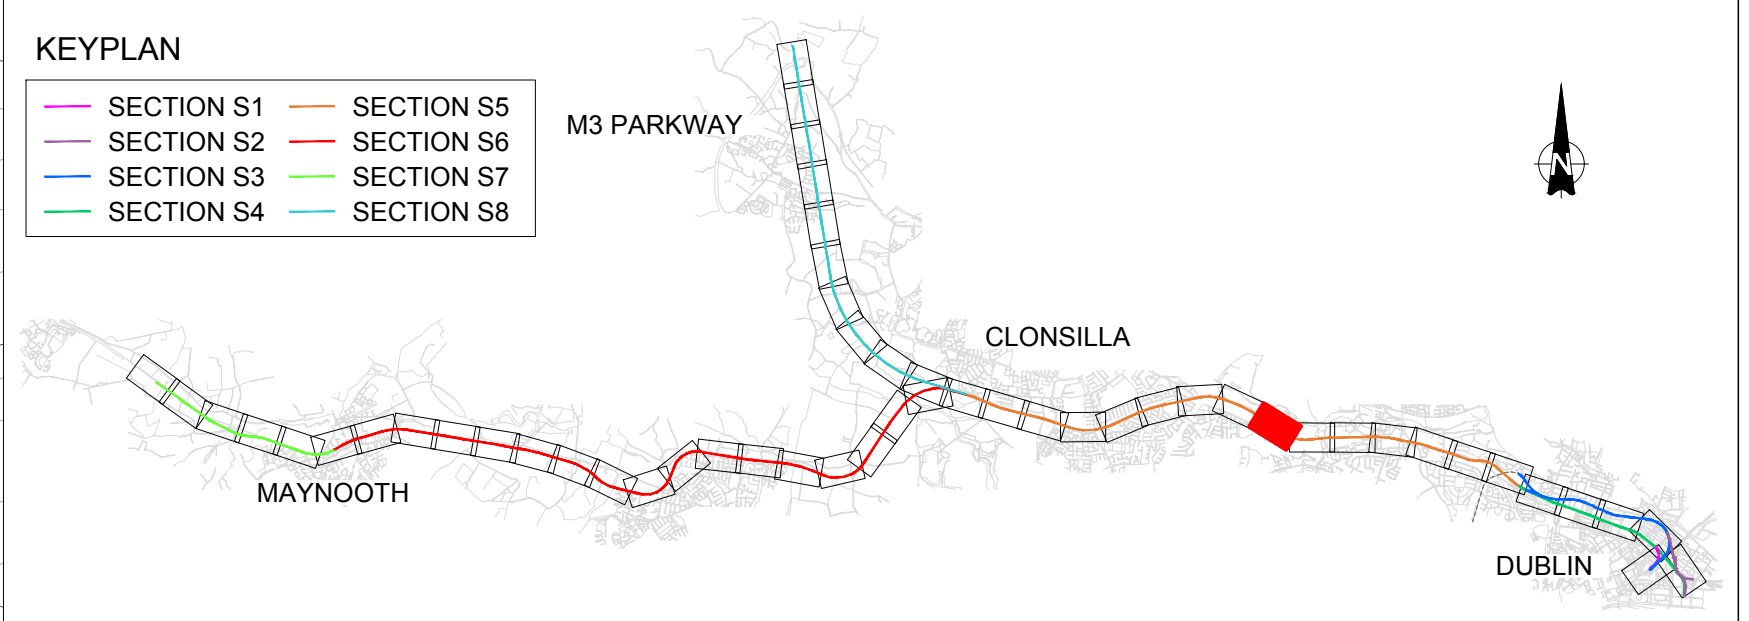 KEYPLAN
SECTION S1 SECTION S5
SECTION S2 SECTION S6
SECTION S3 SECTION S7
SECTION S4 SECTION S8
M3 PARKWAY
N
CLONSILLA
MAYNOOTH
DUBLIN